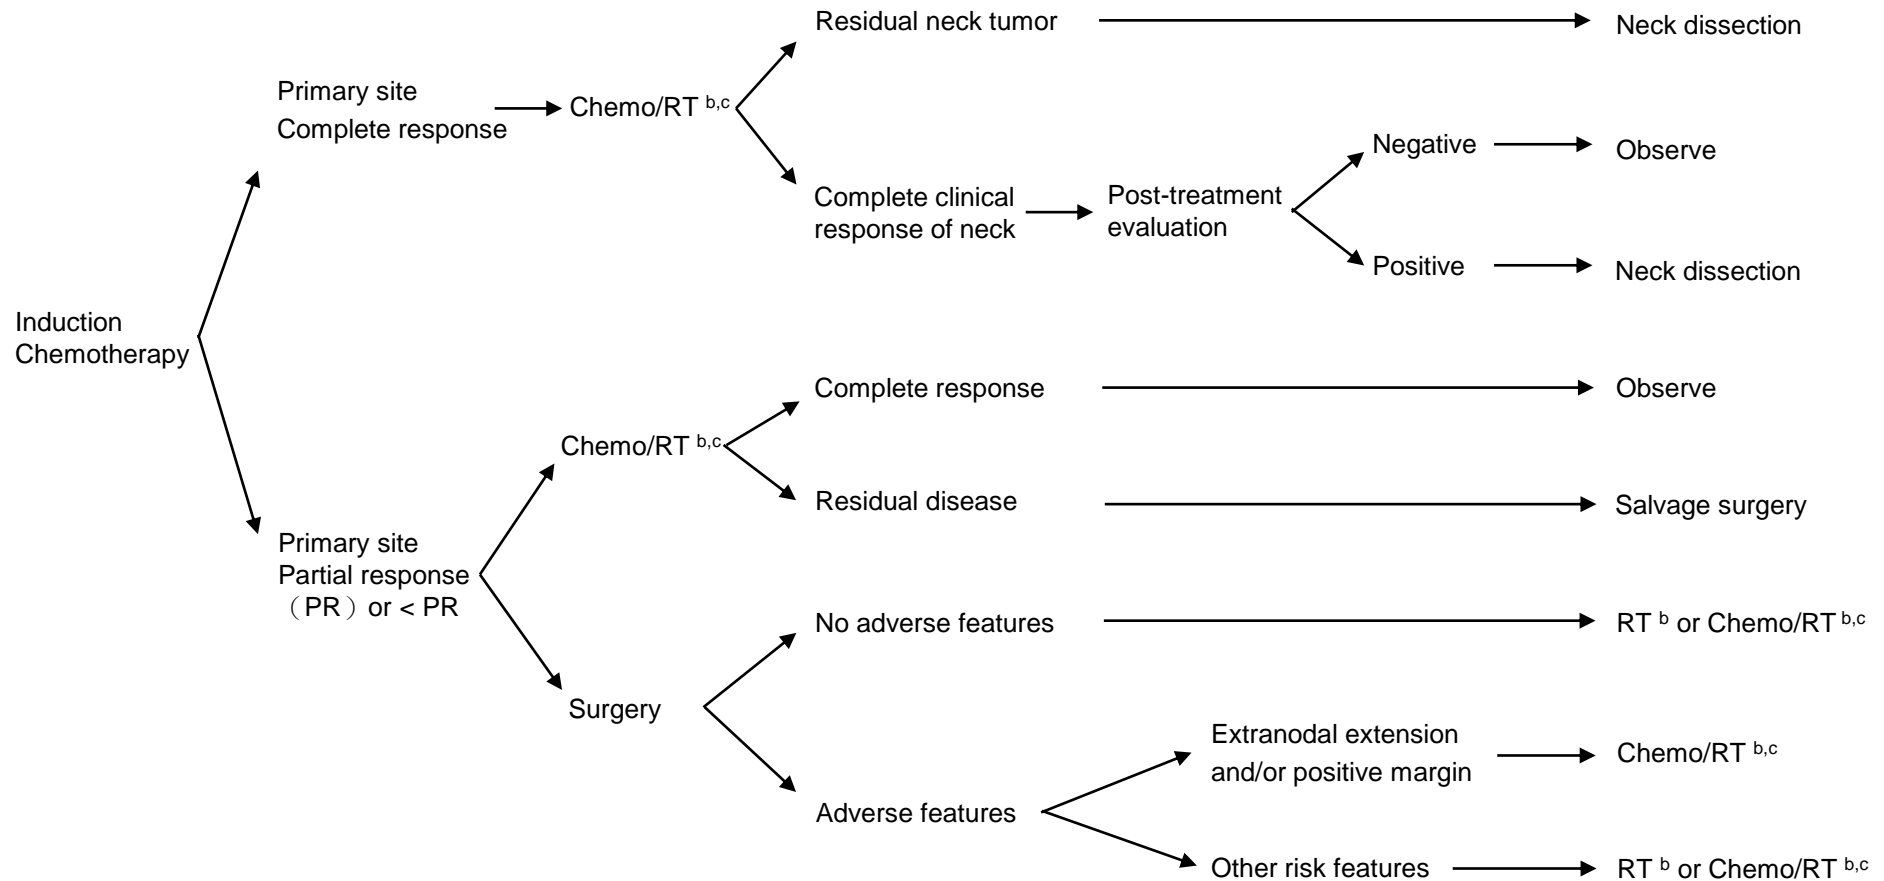 Residual neck tumor
Neck dissection
Primary site
Complete response
Chemo/RT b,c
Negative
Observe
Complete clinical
response of neck
Post-treatment
evaluation
Positive
Neck dissection
Induction
Chemotherapy
Complete response
Observe
Chemo/RT b,c
Residual disease
Salvage surgery
Primary site
Partial response
（PR）or < PR
No adverse features
RT b or Chemo/RT b,c
Surgery
Extranodal extension
and/or positive margin
Chemo/RT b,c
Adverse features
Other risk features
RT b or Chemo/RT b,c